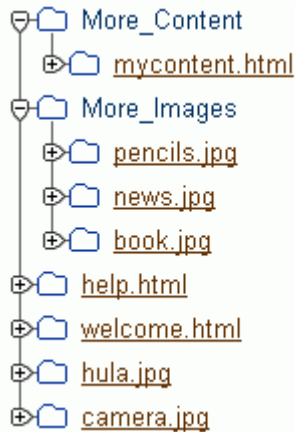 More_Content
mycontent.html
More_Images
pencils.jpg
news.jpg
book.jpg
help.html
welcome.html
hula.jpg
camera.jpg